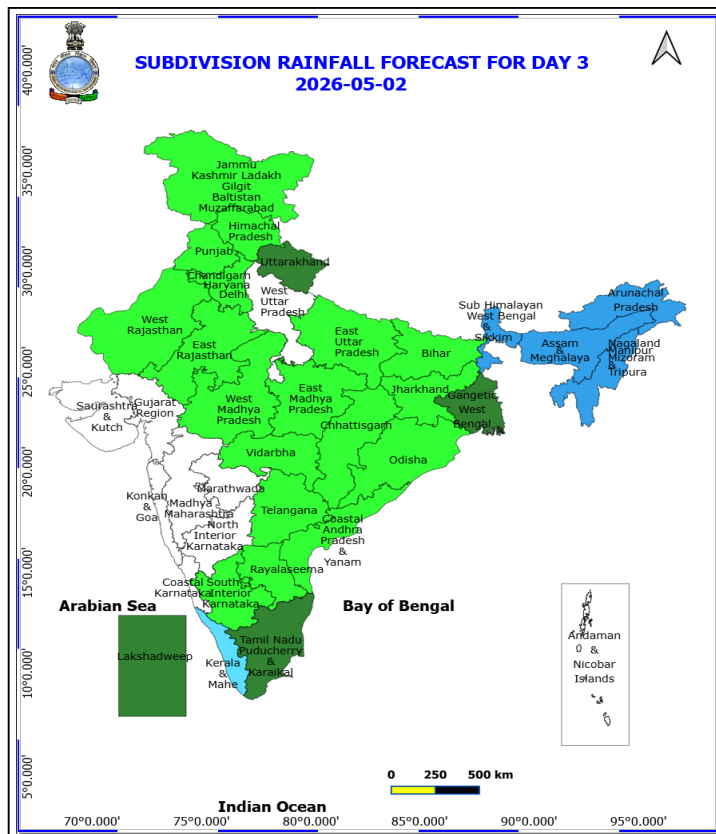 SUBDIVISION RAINFALL FORECAST FOR DAY 3
2026-05-02
40°0.000'
35°0.000'
30°0.000'
25°0.000'
20°0.000'
15°0.000'
10°0.000'
5°0.000'
Jammu
Kashmir Ladakh
Gilgit
Baltistan
Muzaffarabad
Himachal
Pradesh
Punjab
Uttarakhand
Chandigarh
Haryana
Delhi
West
Uttar
Pradesh
West
Rajasthan
East
Rajasthan
East
Uttar
Pradesh
Bihar
Sub Himalayan
West Bengal
&
Sikkim
Arunachal
Pradesh
Assam
&
Meghalaya
Nagaland
Manipur
Mizoram
&
Tripura
Saurashtra
&
Kutch
Gujarat
Region
West
Madhya
Pradesh
East
Madhya
Pradesh
Jharkhand
Gangetic
West
Bengal
Chhattisgarh
Vidarbha
Odisha
Konkan
&
Goa
Madhya
Maharashtra
Marathwada
North
Interior
Karnataka
Telangana
Coastal
Andhra
Pradesh
&
Yanam
Rayalaseema
Coastal
Karnataka
South
Interior
Karnataka
Arabian Sea
Bay of Bengal
Lakshadweep
Kerala
&
Mahe
Tamil Nadu
Puducherry
&
Karaikal
Andaman
&
Nicobar
Islands
0 250 500 km
Indian Ocean
70°0.000' 75°0.000' 80°0.000' 85°0.000' 90°0.000' 95°0.000'